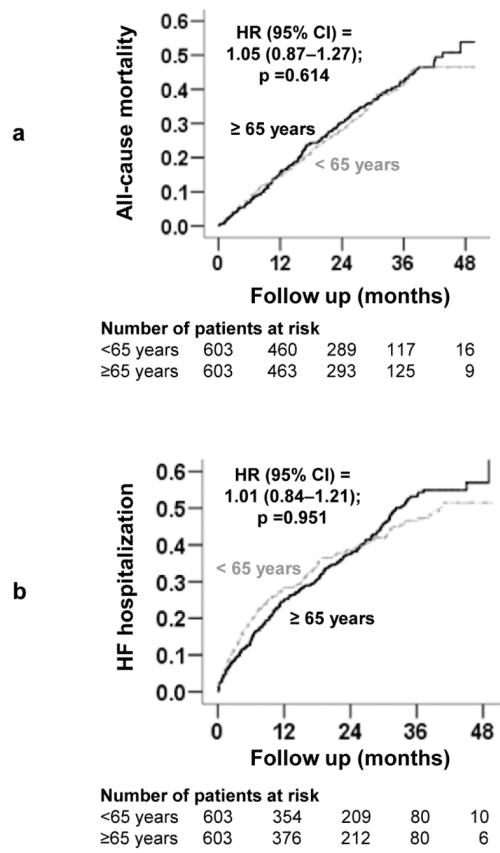 a
All-cause mortality
0.6
0.5
0.4
0.3
0.2
0.1
0.0
HR (95% CI) =
1.05 (0.87–1.27);
p =0.614
≥ 65 years
< 65 years
0 12 24 36 48
Follow up (months)
Number of patients at risk
<65 years 603 460 289 117 16
≥65 years 603 463 293 125 9
b
HF hospitalization
0.6
0.5
0.4
0.3
0.2
0.1
0.0
HR (95% CI) =
1.01 (0.84–1.21);
p =0.951
< 65 years
≥ 65 years
0 12 24 36 48
Follow up (months)
Number of patients at risk
<65 years 603 354 209 80 10
≥65 years 603 376 212 80 6